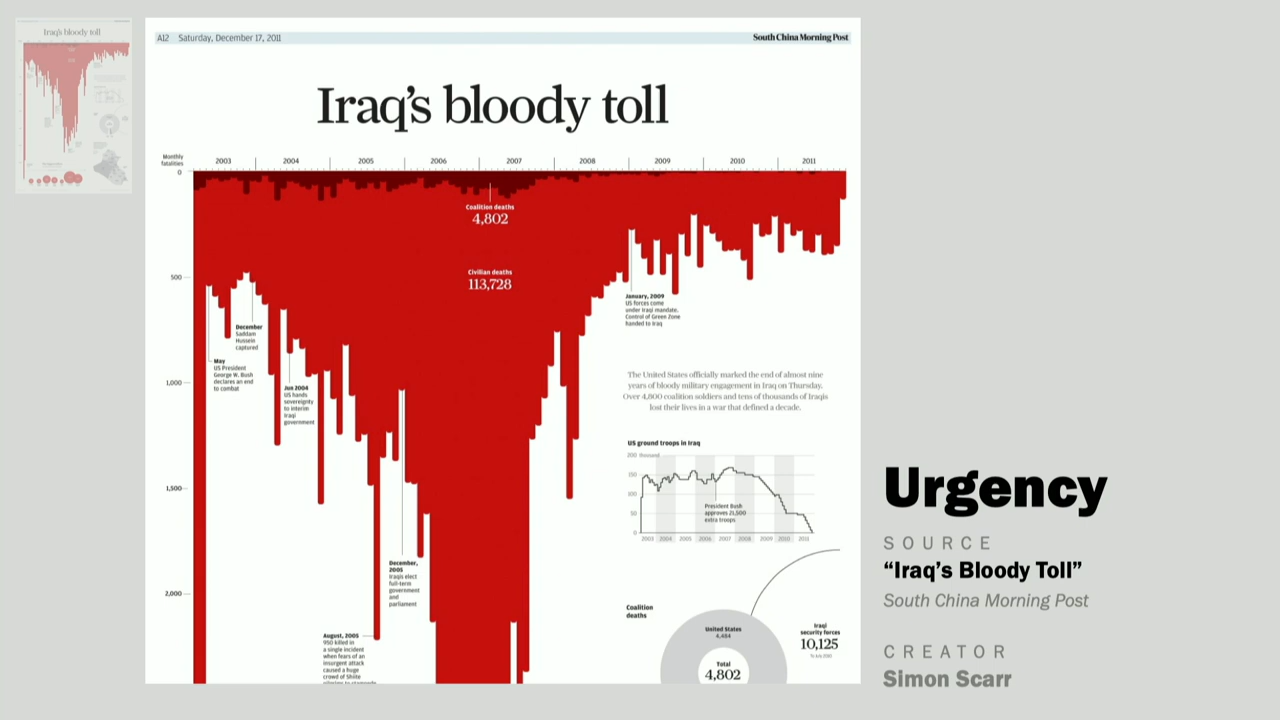 Iraq's bloody toll
A12 Saturday, December 17, 2011
South China Morning Post
Iraq's bloody toll
Monthly
fatalities
2003 2004 2005 2006 2007 2008 2009 2010 2011
0
Coalition deaths
4,802
Civilian deaths
113,728
500
1,000
1,500
2,000
May
US President
George W. Bush
declares an end
to combat
December
Saddam
Hussein
captured
Jun 2004
US hands
sovereignty
to interim
Iraqi
government
December,
2005
Iraqis elect
full-term
government
and
parliament
August, 2005
950 killed in
a single incident
when fears of an
insurgent attack
caused a huge
crowd of Shiite
January, 2009
US forces come
under Iraqi mandate.
Control of Green Zone
handed to Iraq
The United States officially marked the end of almost nine
years of bloody military engagement in Iraq on Thursday.
Over 4,800 coalition soldiers and tens of thousands of Iraqis
lost their lives in a war that defined a decade.
US ground troops in Iraq
200 thousand
150
100
50
0
President Bush
approves 21,500
extra troops
2003 2004 2005 2006 2007 2008 2009 2010 2011
Coalition
deaths
United States
4,484
Total
4,802
Iraqi
security forces
10,125
Urgency
SOURCE
“Iraq’s Bloody Toll”
South China Morning Post
CREATOR
Simon Scarr